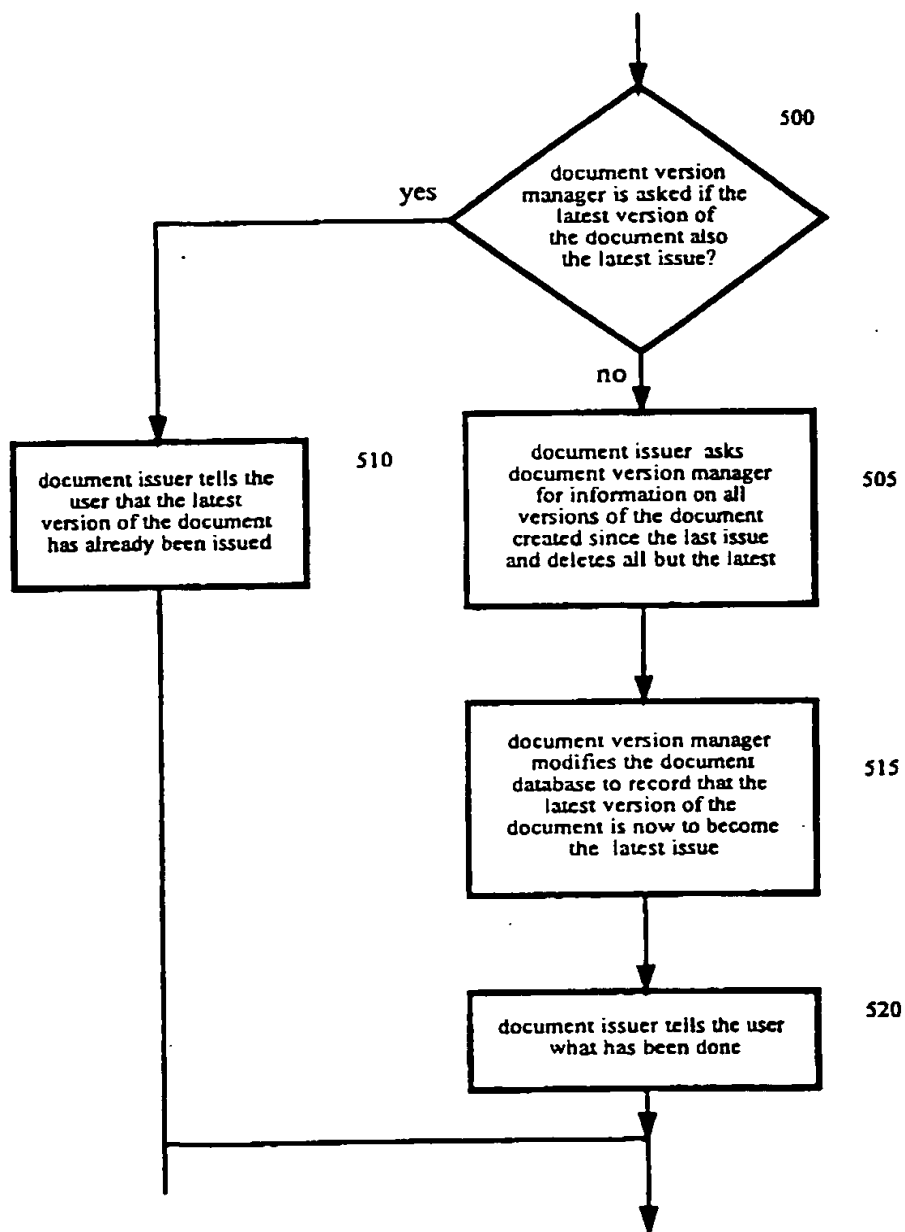 500
document version
manager is asked if the
latest version of
the document also
the latest issue?
yes
no
document issuer tells the
user that the latest
version of the document
has already been issued
510
document issuer asks
document version manager
for information on all
versions of the document
created since the last issue
and deletes all but the latest
505
document version manager
modifies the document
database to record that the
latest version of the
document is now to become
the latest issue
515
document issuer tells the user
what has been done
520